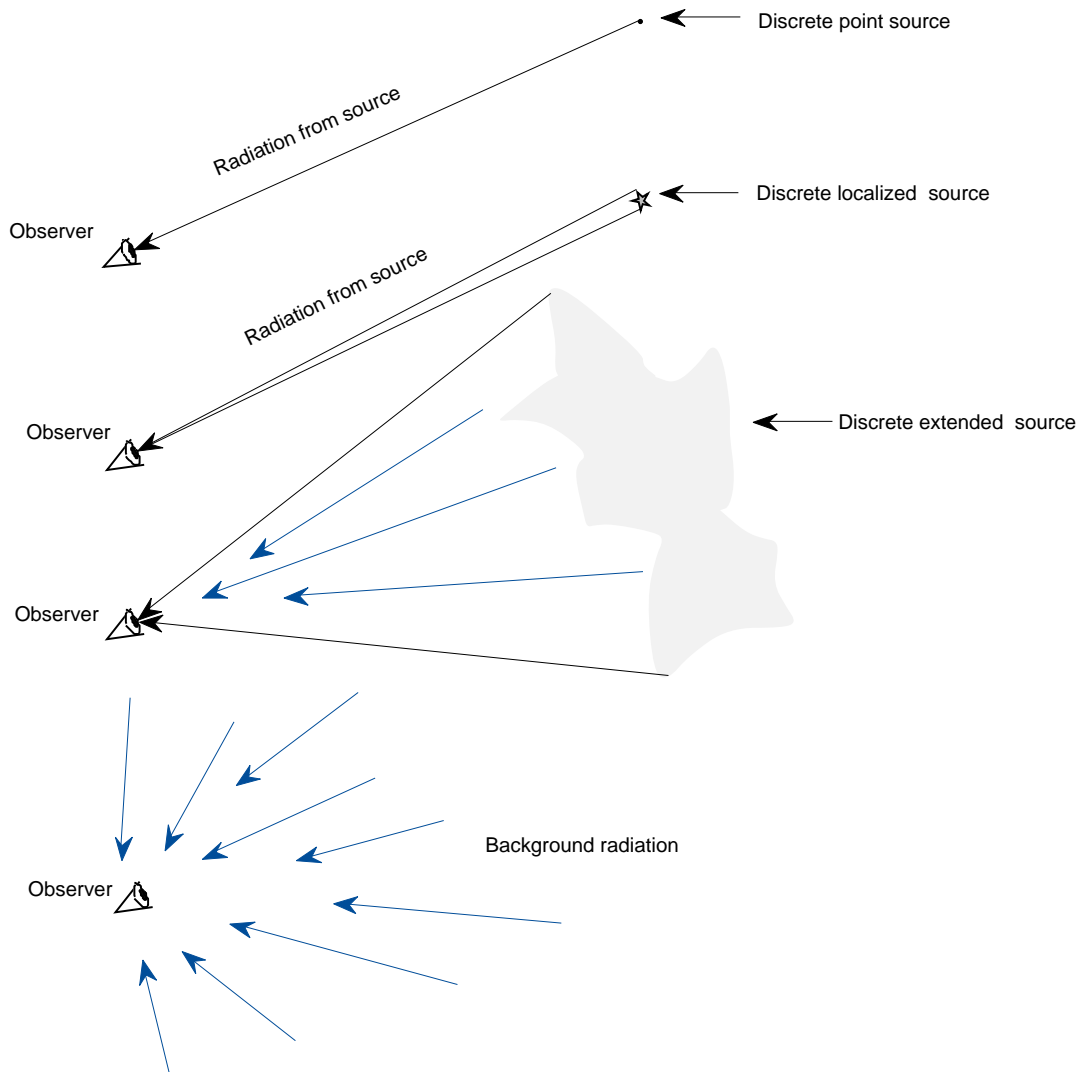 Discrete point source
Radiation from source
Discrete localized  source
Observer
Radiation from source
Discrete extended  source
Observer
Observer
Background radiation
Observer